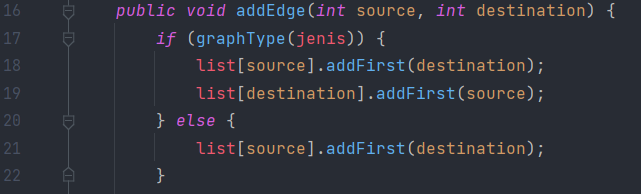 16 public void addEdge(int source, int destination) {
17 if (graphType(jenis)) {
18 list[source].addFirst(destination);
19 list[destination].addFirst(source);
20 } else {
21 list[source].addFirst(destination);
22 }